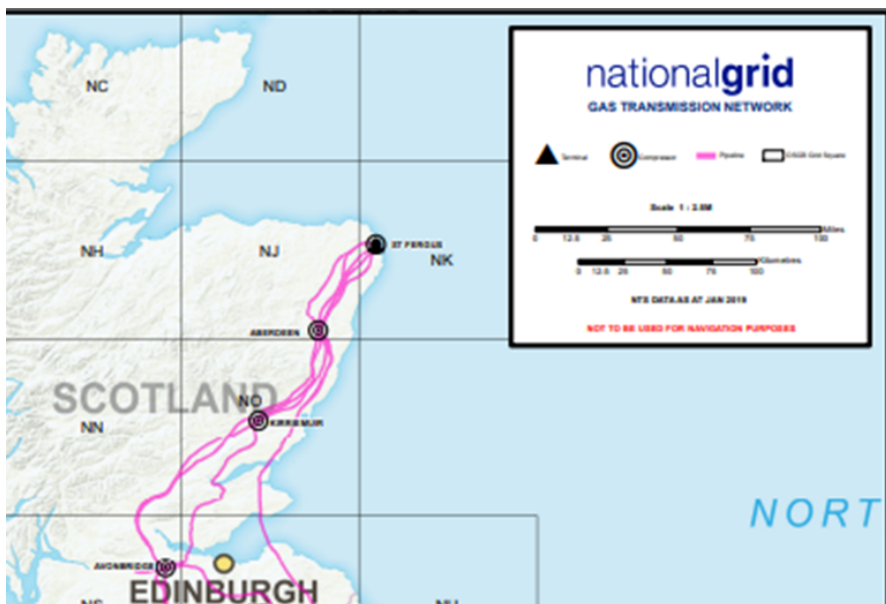 NC
ND
nationalgrid
GAS TRANSMISSION NETWORK
Terminal
Compressor
Pipeline
Scale 1 : 2.5M
Miles
0 12.5 25 50 75 100
Kilometres
0 12.5 25 50 75 100
NTS DATA AS AT JAN 2019
NOT TO BE USED FOR NAVIGATION PURPOSES
NH
NJ
ST FERGUS
NK
ABERDEEN
SCOTLAND
NO
KIRRIEMUIR
NN
NORT
AVONBRIDGE
EDINBURGH
NS
NU